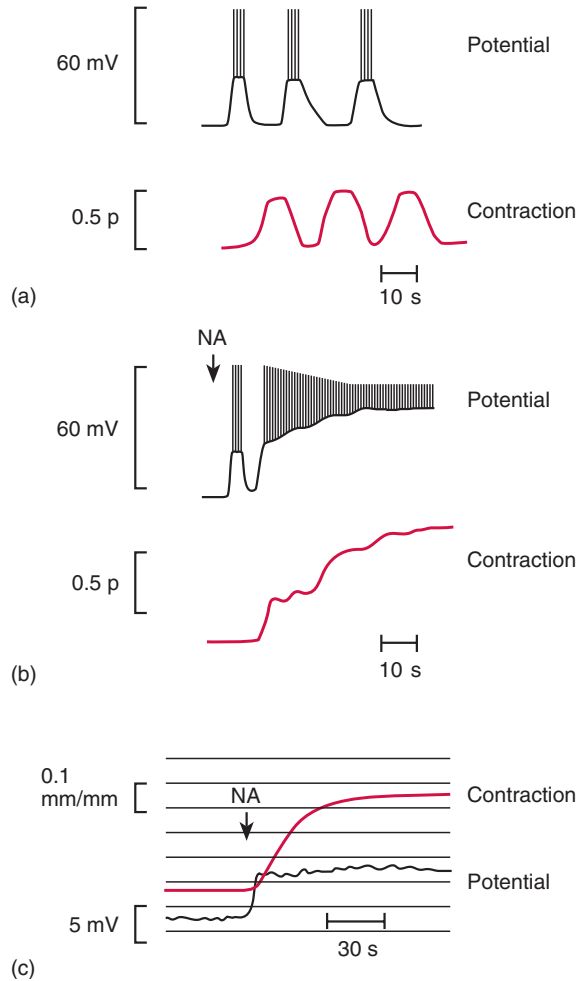 60 mV
Potential
0.5 p
Contraction
(a)
10 s
NA
60 mV
Potential
0.5 p
Contraction
(b)
10 s
0.1
mm/mm
NA
Contraction
Potential
5 mV
30 s
(c)